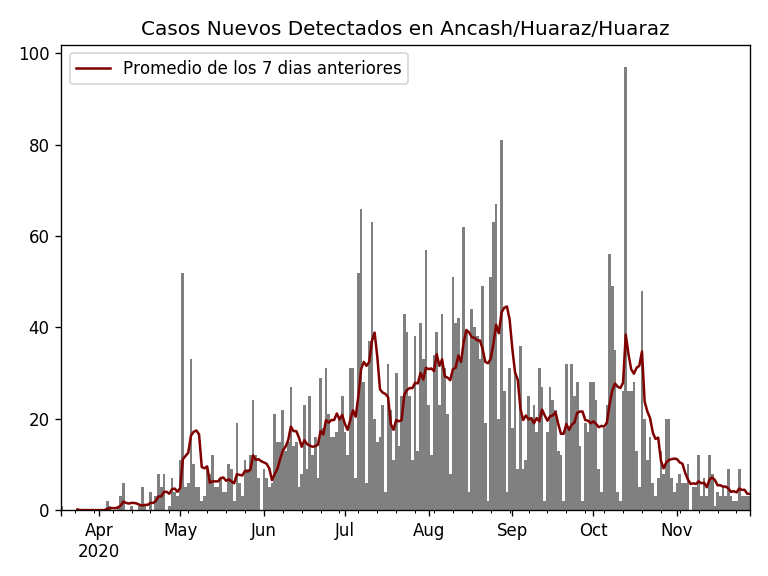 Casos Nuevos Detectados en Ancash/Huaraz/Huaraz
Promedio de los 7 dias anteriores
100
80
60
40
20
0
Apr May Jun Jul Aug Sep Oct Nov
2020